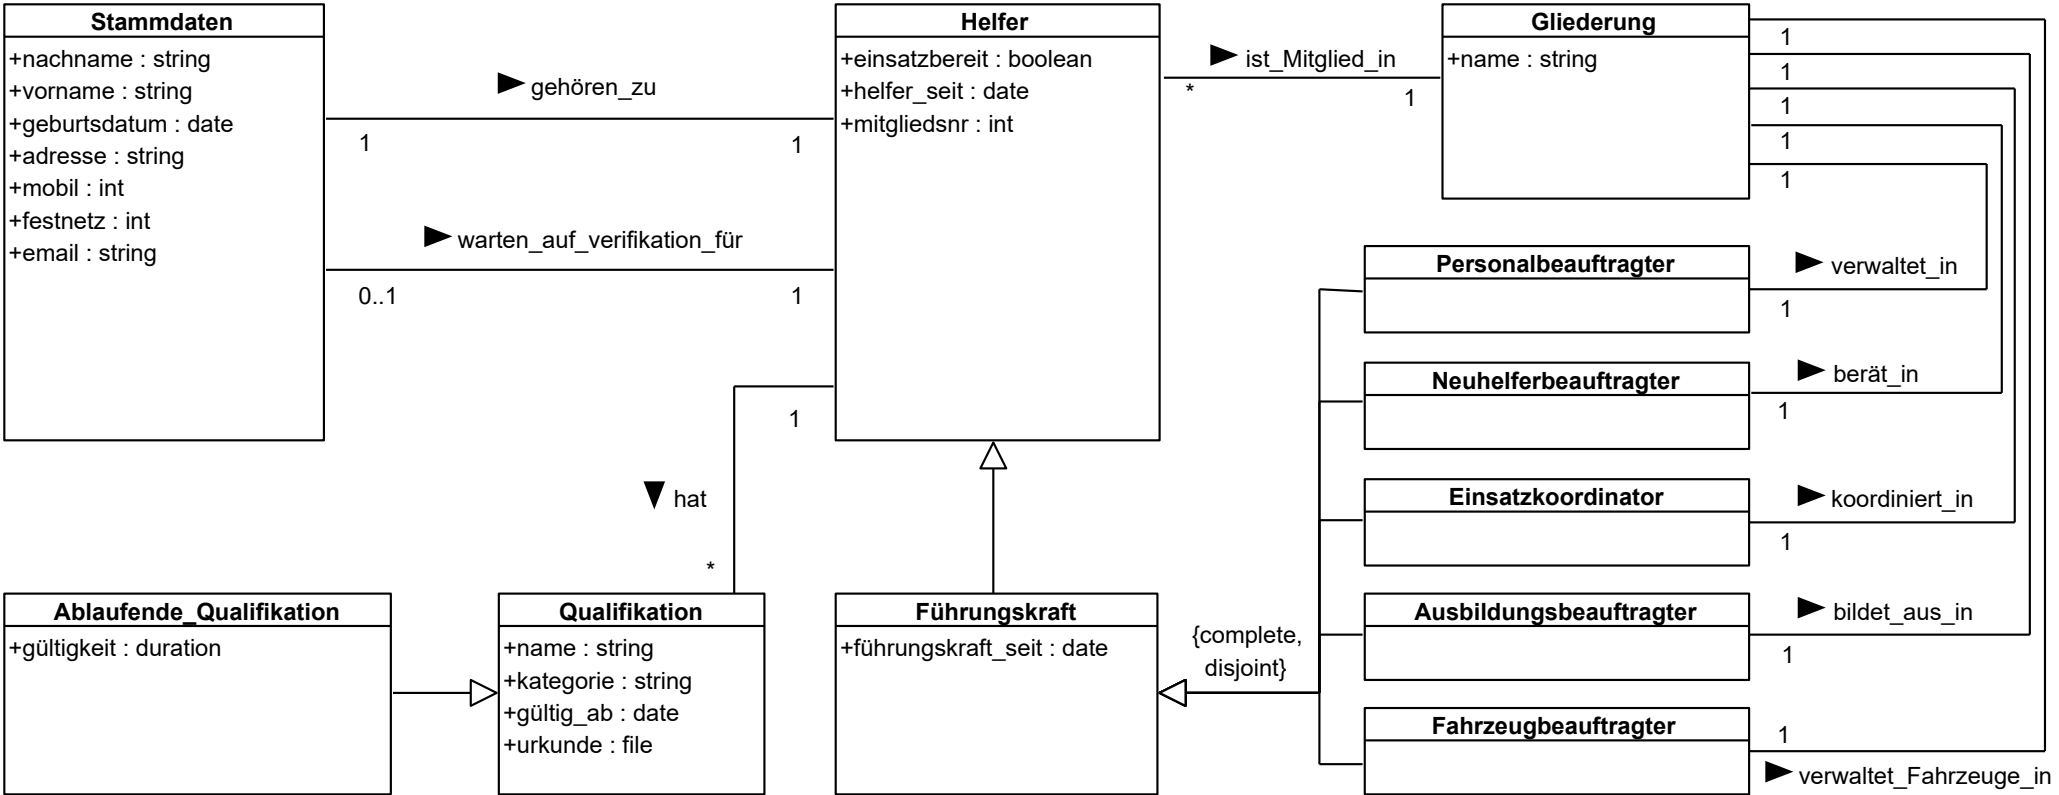 Stammdaten
+nachname : string
+vorname : string
+geburtsdatum : date
+adresse : string
+mobil : int
+festnetz : int
+email : string
gehören_zu
1
1
warten_auf_verifikation_für
0..1
1
Helfer
+einsatzbereit : boolean
+helfer_seit : date
+mitgliedsnr : int
ist_Mitglied_in
*
1
Gliederung
+name : string
1
1
1
1
1
1
hat
*
Personalbeauftragter
verwaltet_in
1
Neuhelferbeauftragter
berät_in
1
Einsatzkoordinator
koordiniert_in
1
Ausbildungsbeauftragter
bildet_aus_in
1
Fahrzeugbeauftragter
1
verwaltet_Fahrzeuge_in
Ablaufende_Qualifikation
+gültigkeit : duration
Qualifikation
+name : string
+kategorie : string
+gültig_ab : date
+urkunde : file
Führungskraft
+führungskraft_seit : date
{complete,
disjoint}